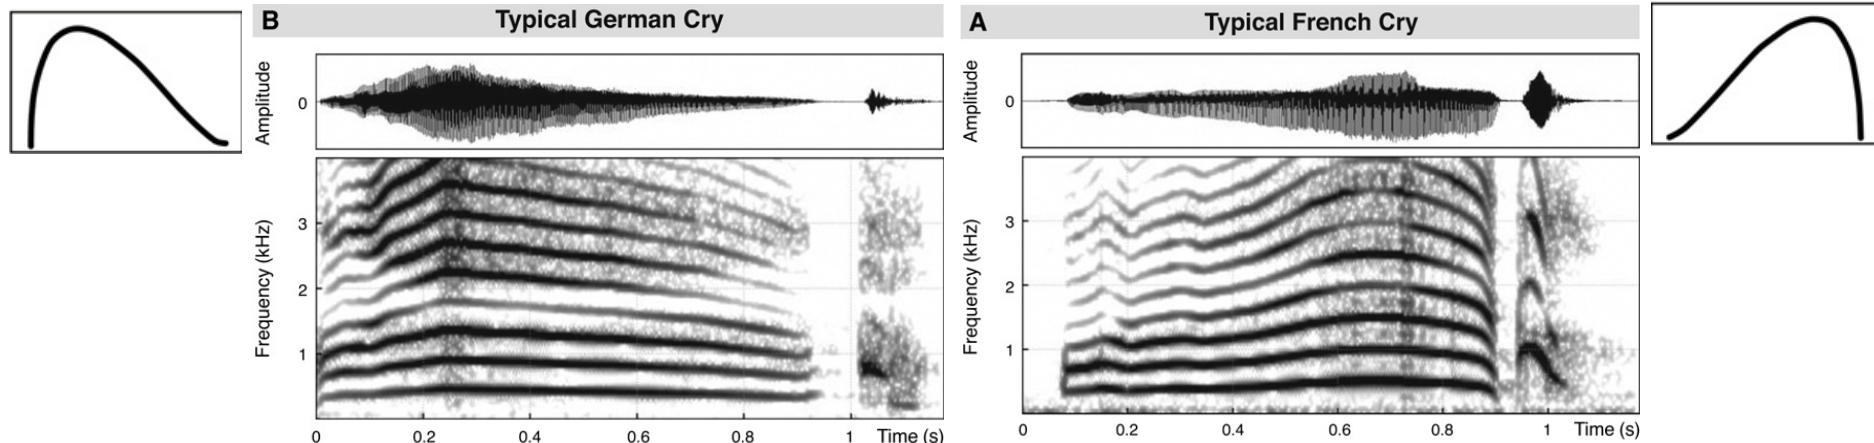 B Typical German Cry
Amplitude
0
Frequency (kHz)
3
2
1
0 0.2 0.4 0.6 0.8 1 Time (s)
A Typical French Cry
Amplitude
0
Frequency (kHz)
3
2
1
0 0.2 0.4 0.6 0.8 1 Time (s)